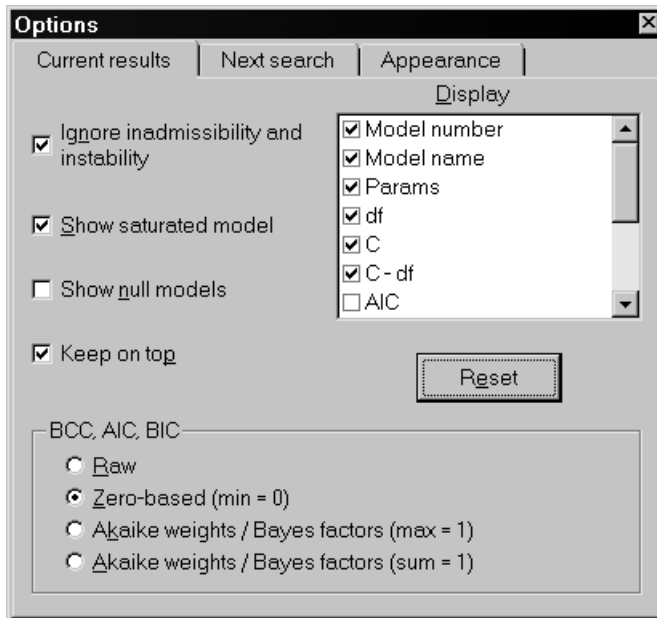 Options
Current results
Next search
Appearance
Display
Ignore inadmissibility and
instability
Show saturated model
Show null models
Keep on top
Model number
Model name
Params
df
C
C - df
AIC
Reset
BCC, AIC, BIC
Raw
Zero-based (min = 0)
Akaike weights / Bayes factors (max = 1)
Akaike weights / Bayes factors (sum = 1)